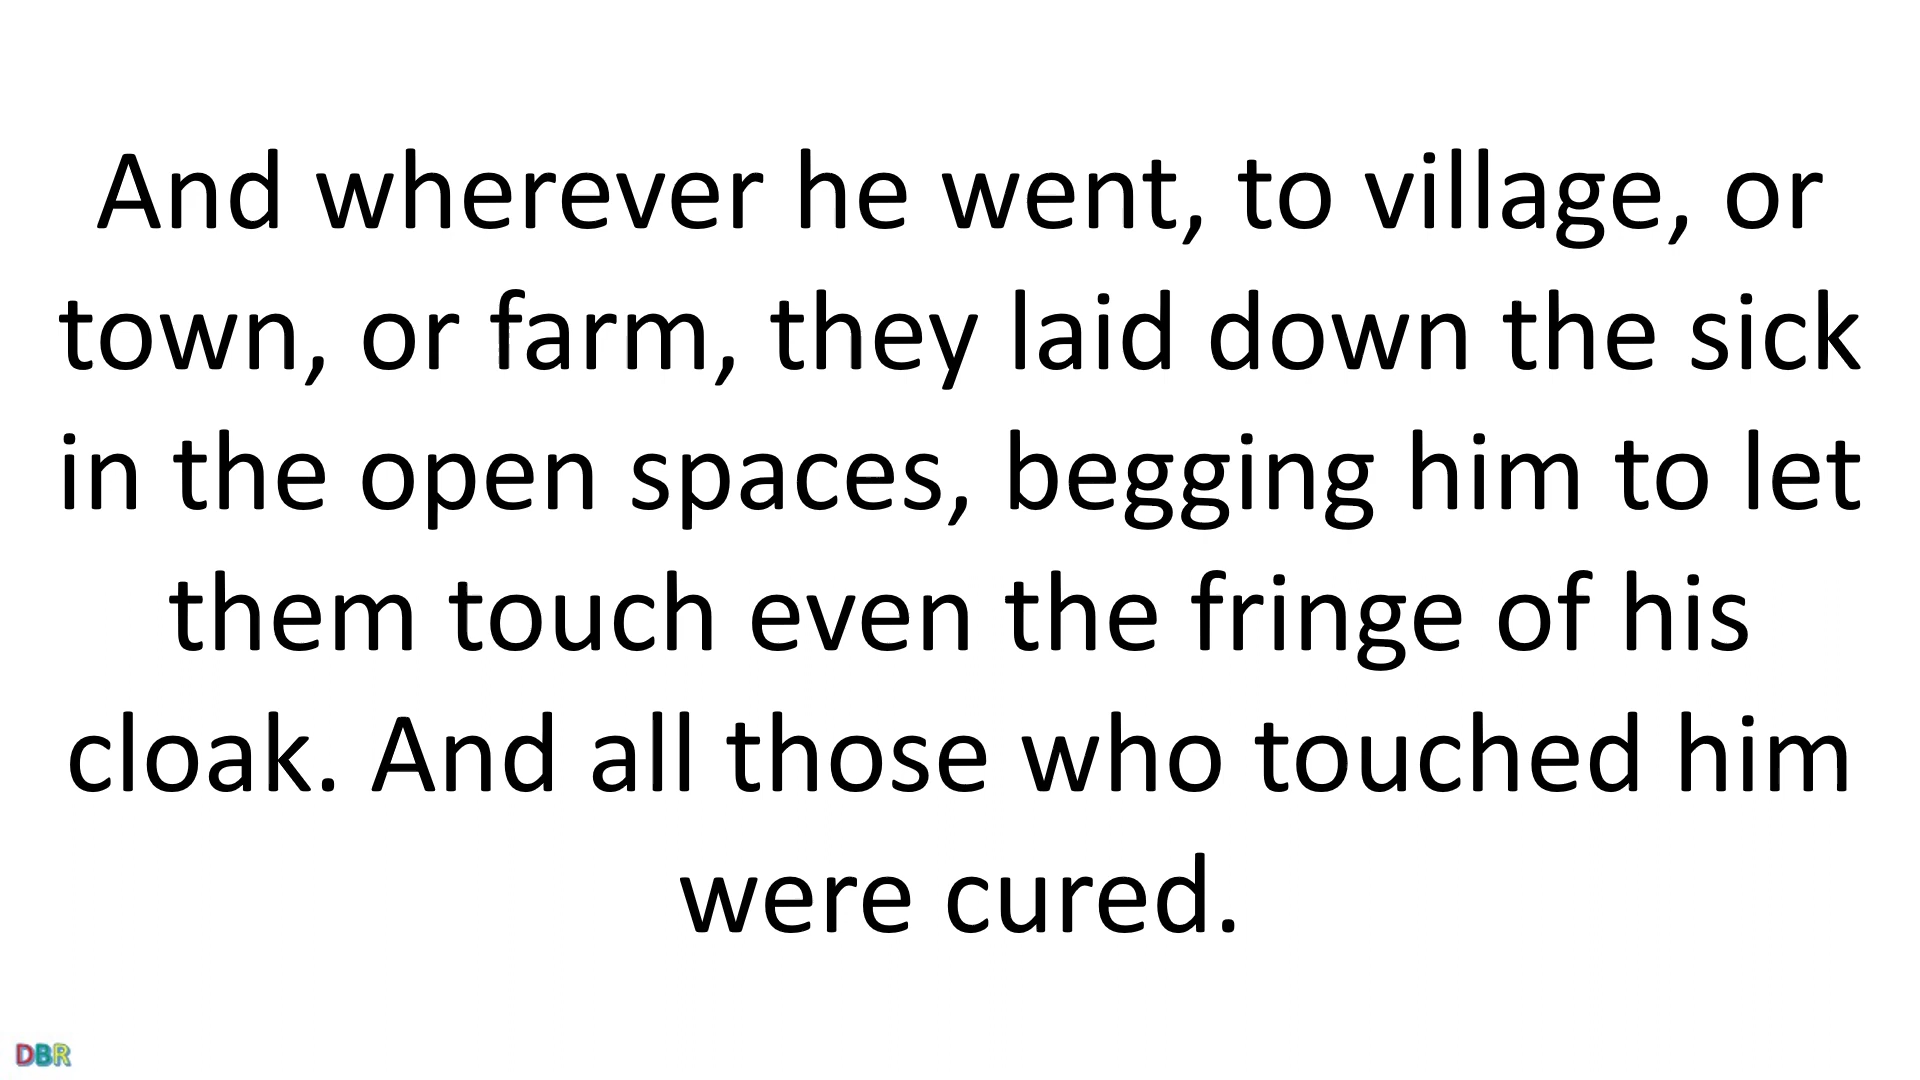 And wherever he went, to village, or
town, or farm, they laid down the sick
in the open spaces, begging him to let
them touch even the fringe of his
cloak. And all those who touched him
were cured.
DBR